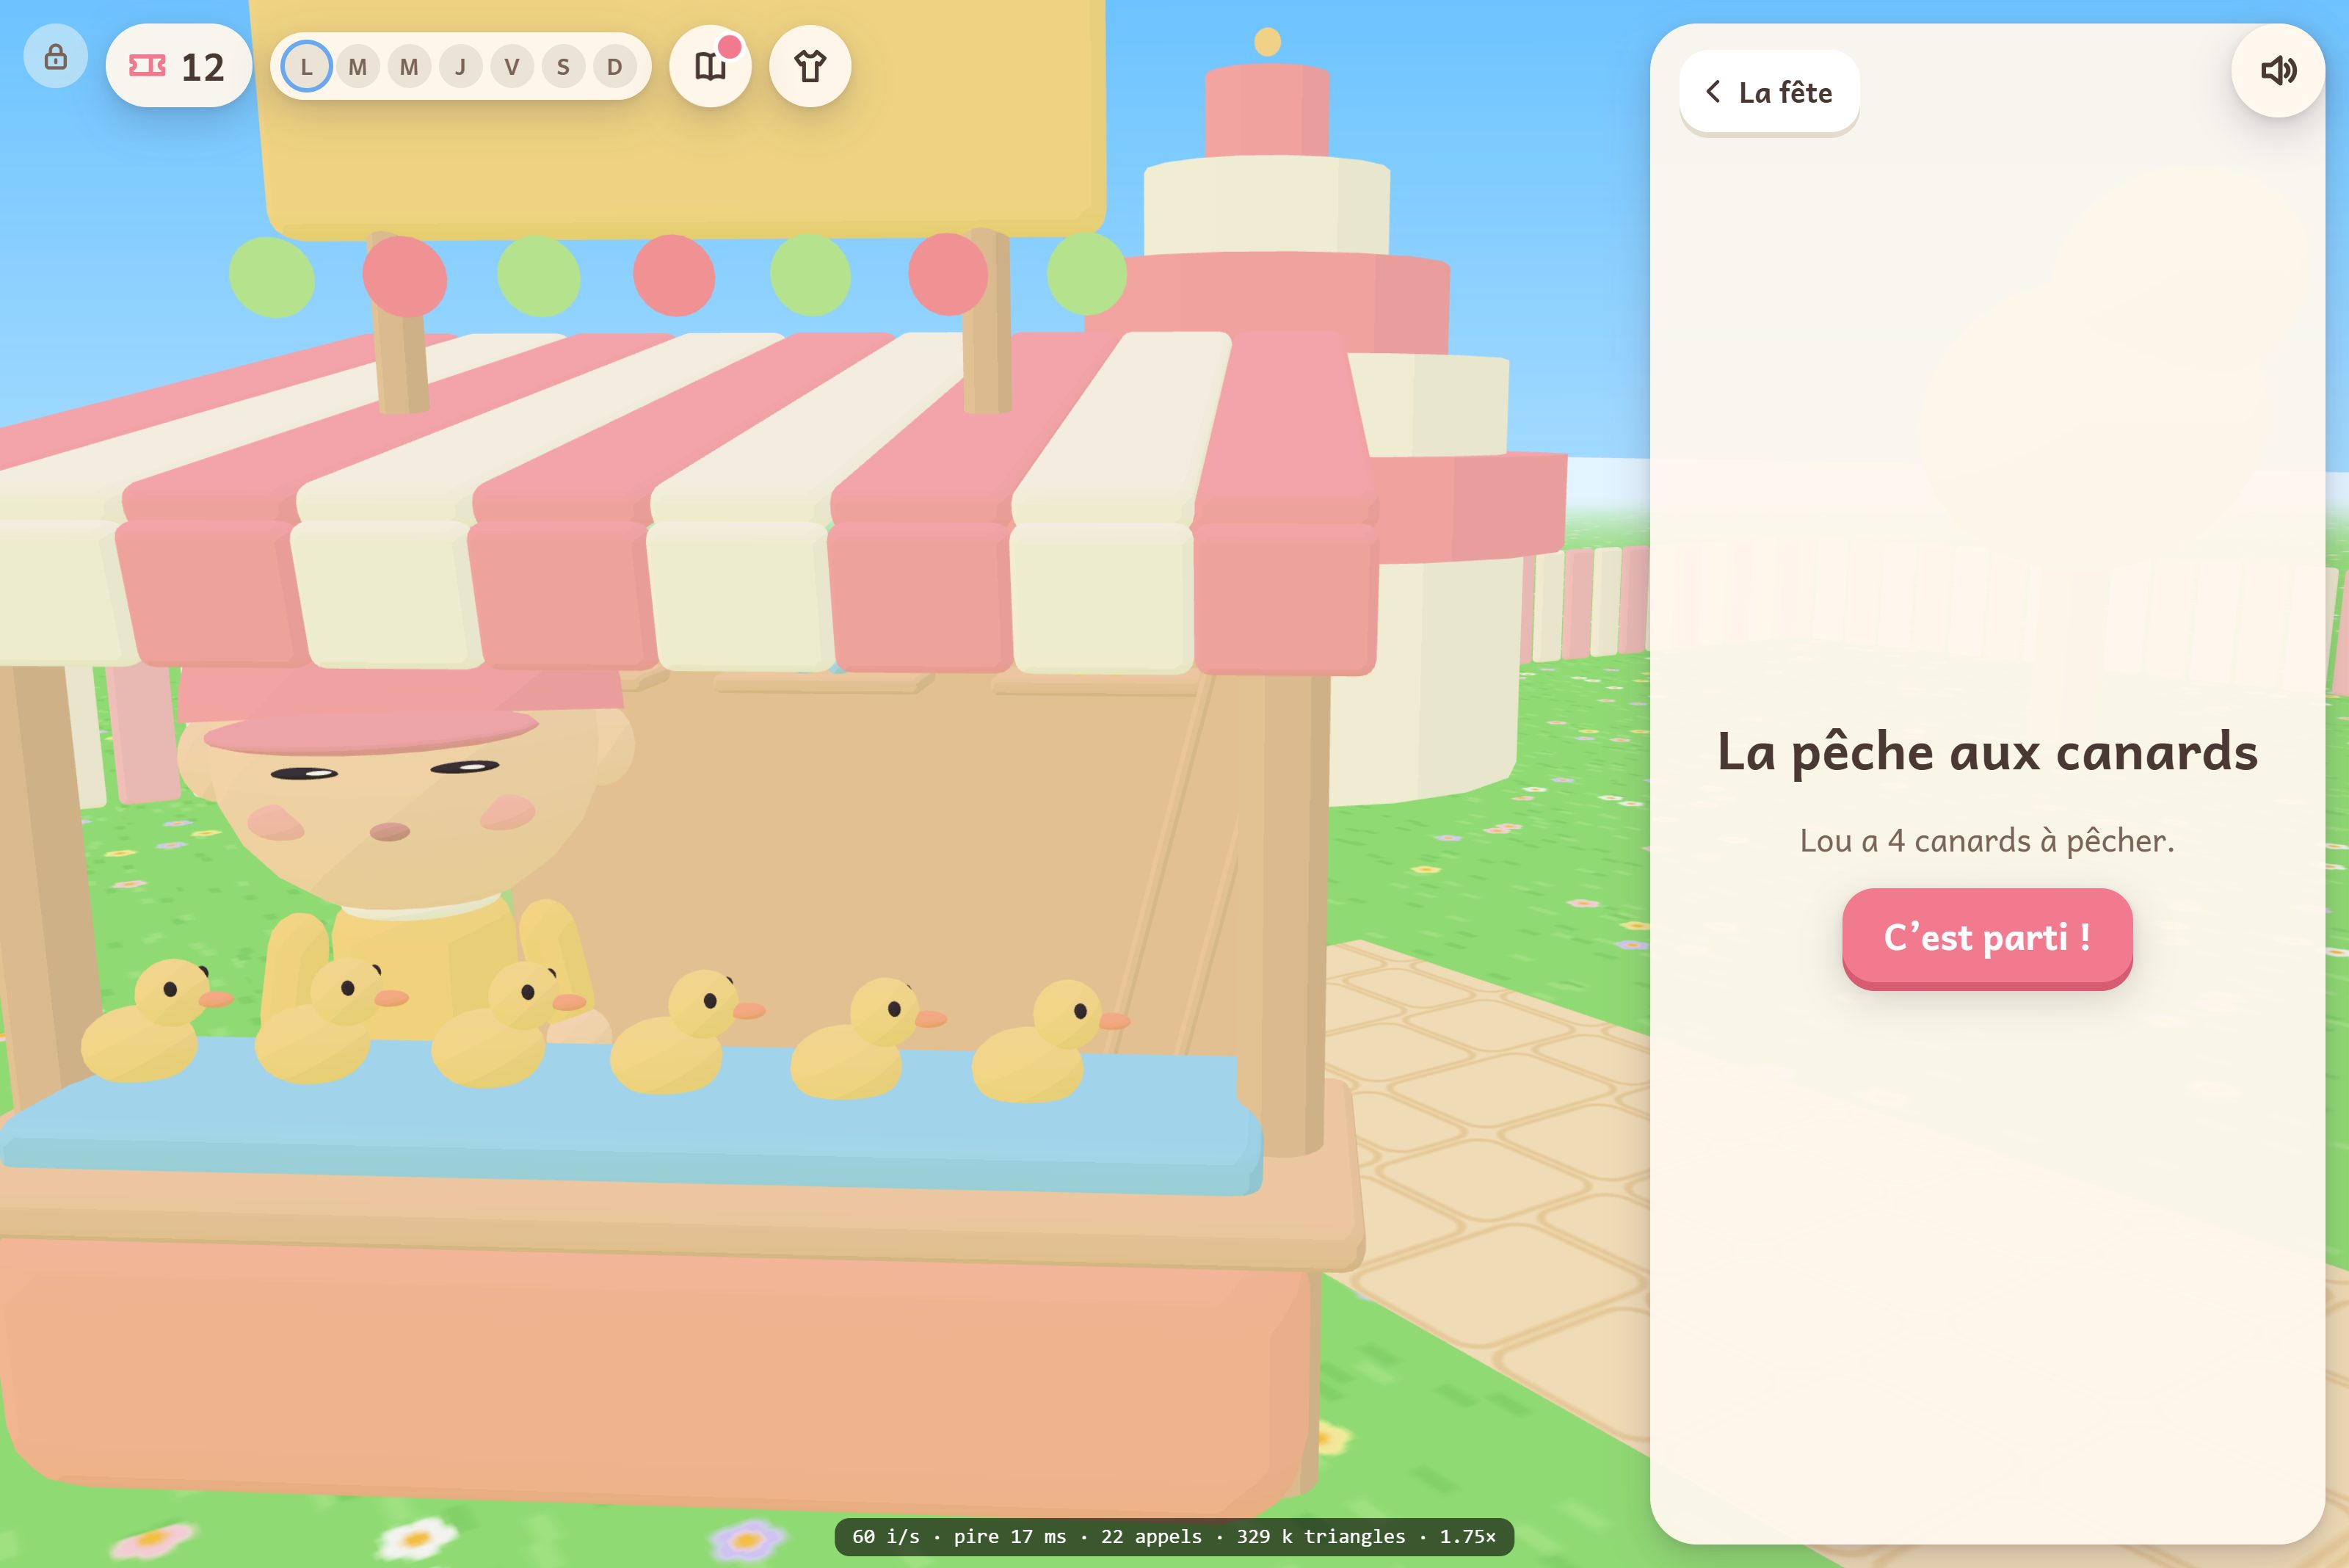 12
L M M J V S D
La fête
La pêche aux canards
Lou a 4 canards à pêcher.
C’est parti !
60 i/s · pire 17 ms · 22 appels · 329 k triangles · 1.75×